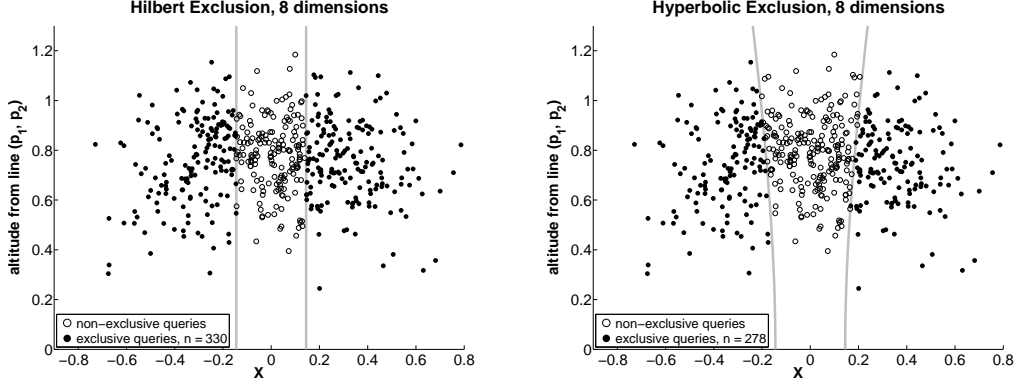 Hilbert Exclusion, 8 dimensions
altitude from line (p1, p2)
1.2
1
0.8
0.6
0.4
0.2
0
non−exclusive queries
exclusive queries, n = 330
−0.8 −0.6 −0.4 −0.2 0 0.2 0.4 0.6 0.8
X
Hyperbolic Exclusion, 8 dimensions
altitude from line (p1, p2)
1.2
1
0.8
0.6
0.4
0.2
0
non−exclusive queries
exclusive queries, n = 278
−0.8 −0.6 −0.4 −0.2 0 0.2 0.4 0.6 0.8
X